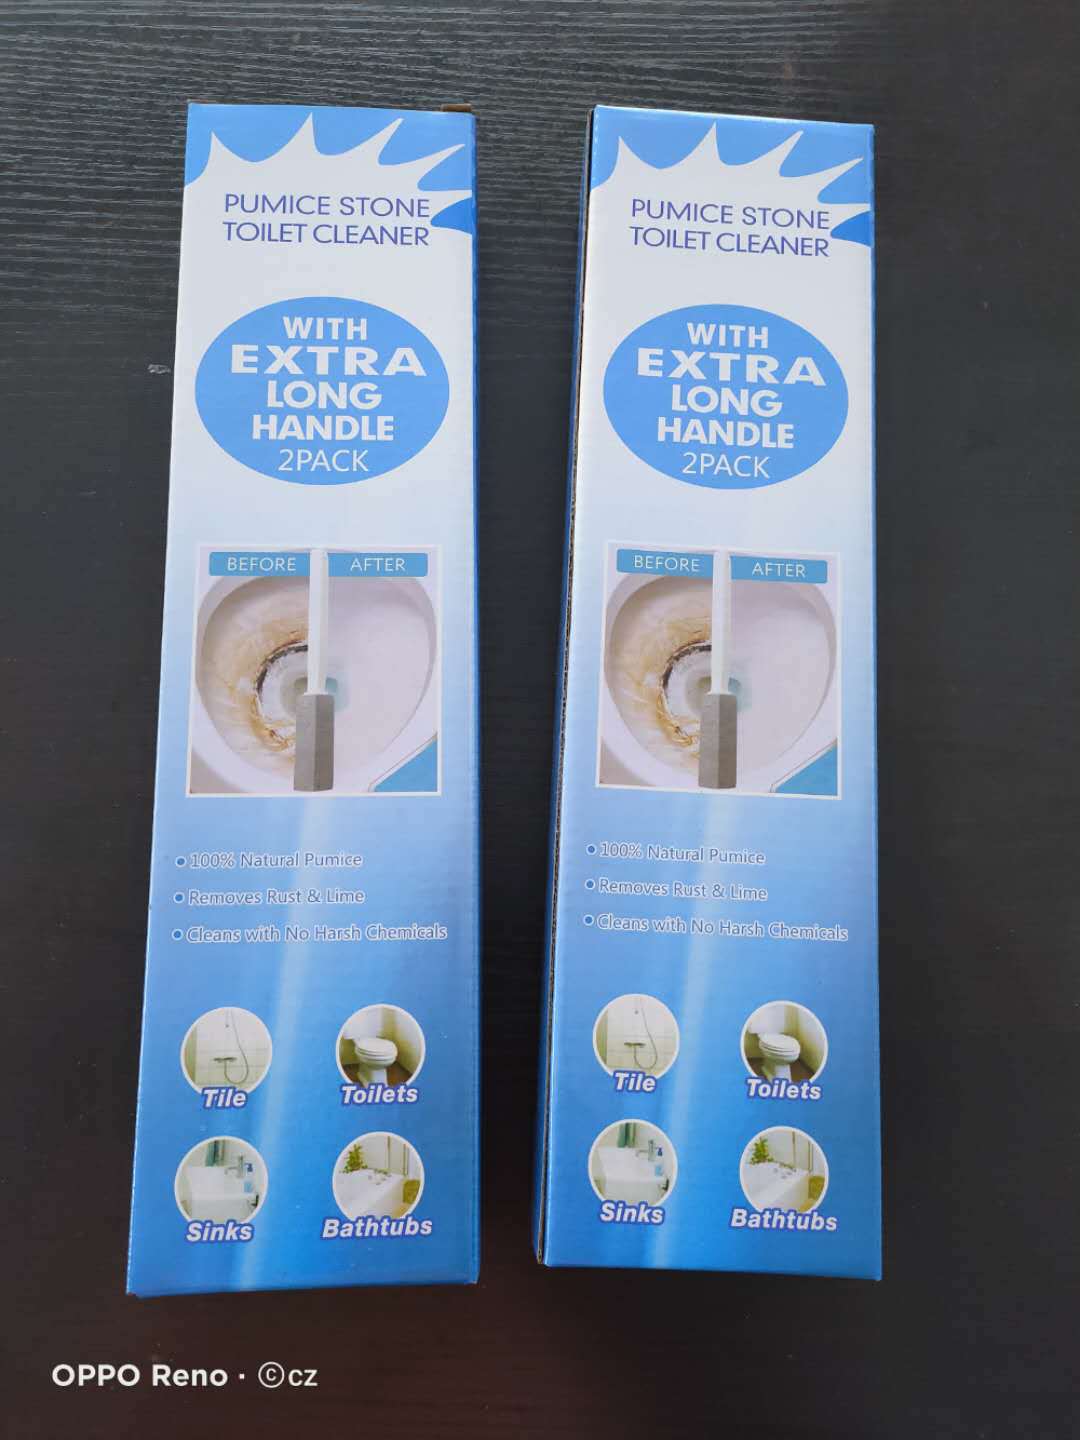 PUMICE STONE
TOILET CLEANER
WITH
EXTRA
LONG
HANDLE
2PACK
BEFORE
AFTER
• 100% Natural Pumice
• Removes Rust & Lime
• Cleans with No Harsh Chemicals
Tile
Toilets
Sinks
Bathtubs
PUMICE STONE
TOILET CLEANER
WITH
EXTRA
LONG
HANDLE
2PACK
BEFORE
AFTER
• 100% Natural Pumice
• Removes Rust & Lime
• Cleans with No Harsh Chemicals
Tile
Toilets
Sinks
Bathtubs
OPPO Reno · ©cz